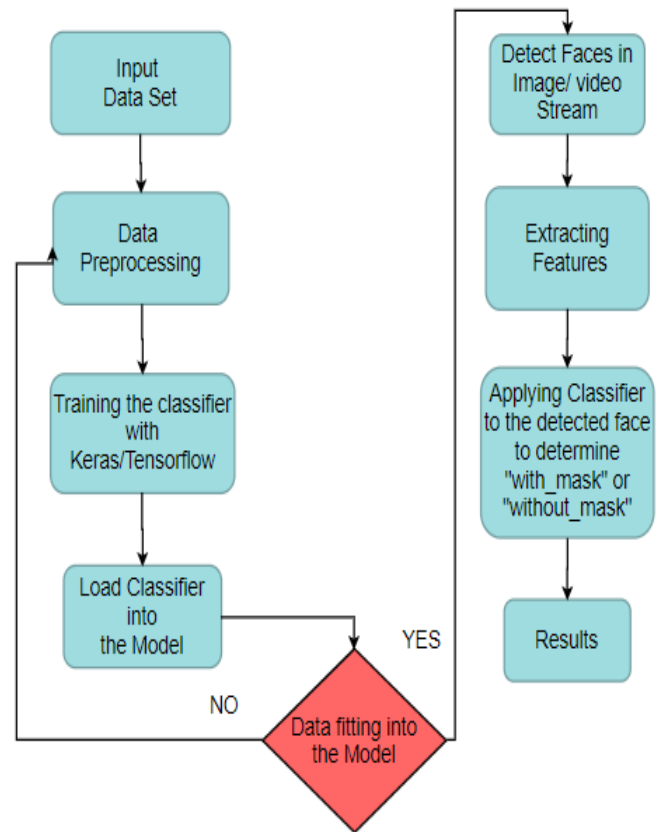 Input
Data Set
Data
Preprocessing
Training the classifier
with
Keras/Tensorflow
Load Classifier
into
the Model
NO
Data fitting into
the Model
YES
Detect Faces in
Image/ video
Stream
Extracting
Features
Applying Classifier
to the detected face
to determine
"with_mask" or
"without_mask"
Results